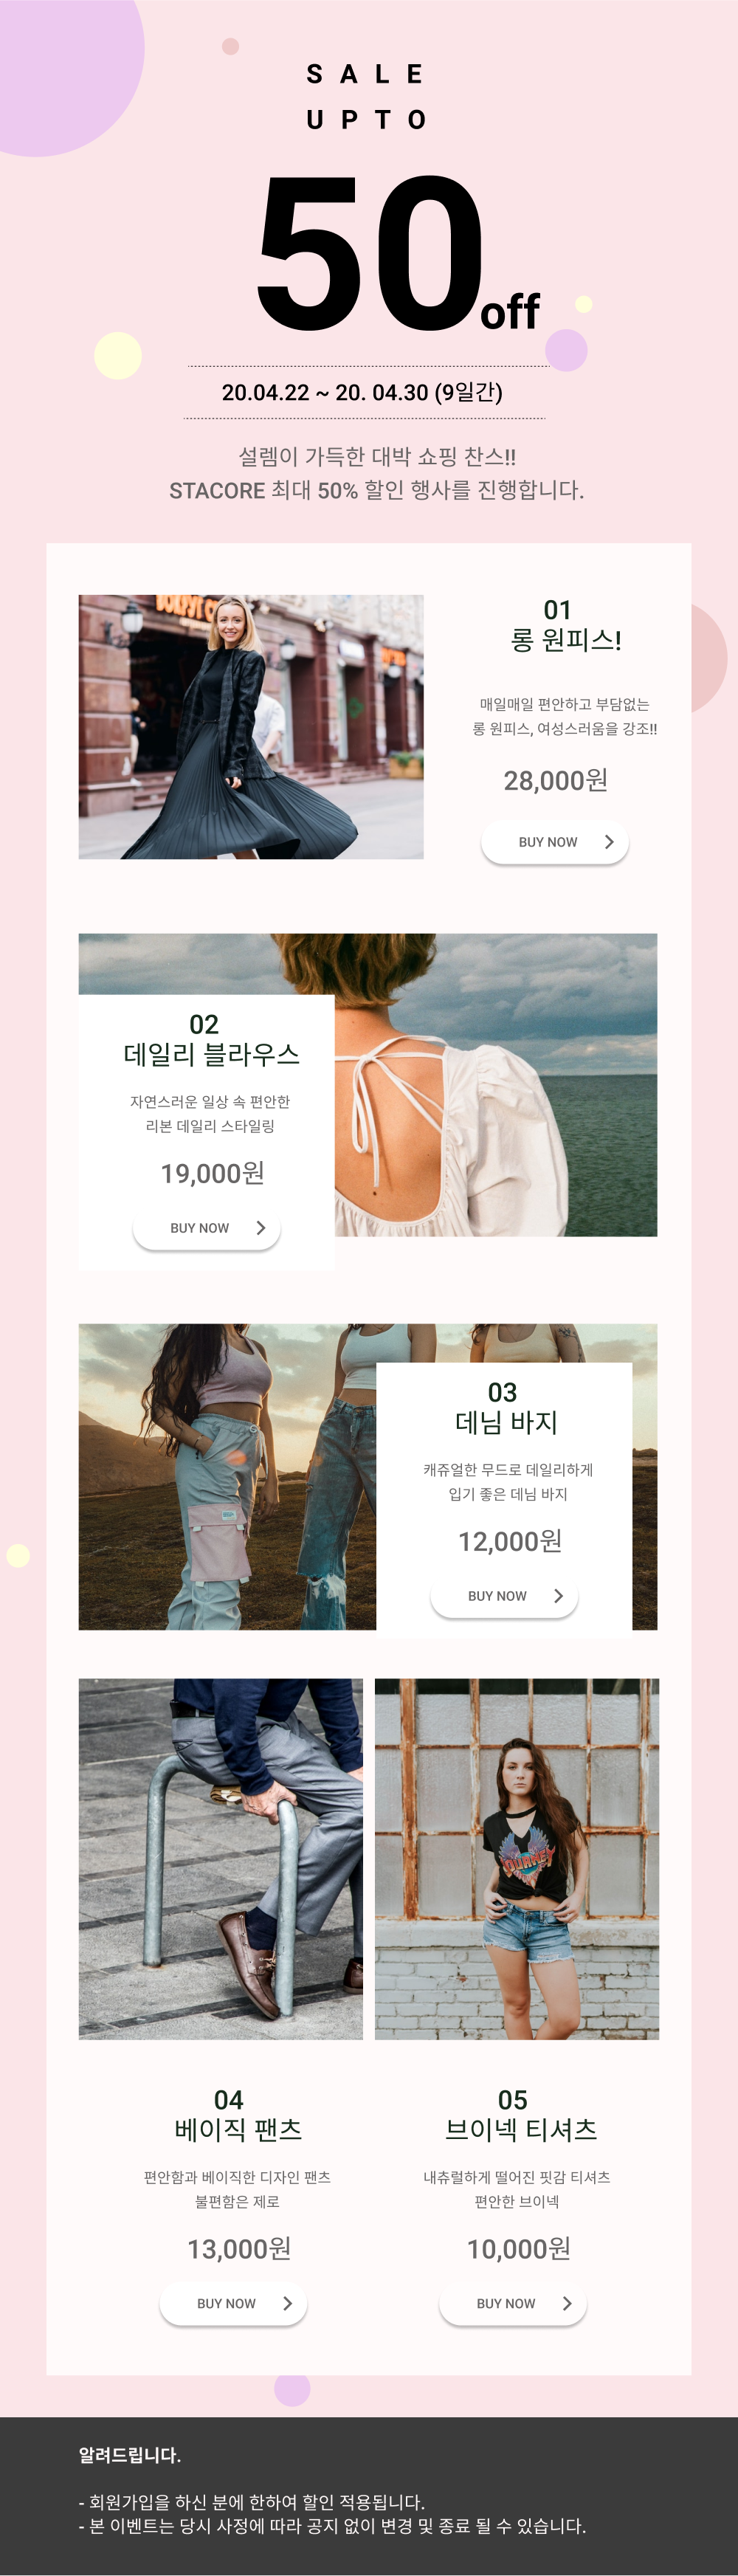 SALE
UPTO
50off
20.04.22 ~ 20. 04.30 (9일간)
설렘이 가득한 대박 쇼핑 찬스!!
STACORE 최대 50% 할인 행사를 진행합니다.
01
롱 원피스!
매일매일 편안하고 부담없는
롱 원피스, 여성스러움을 강조!!
28,000원
BUY NOW
02
데일리 블라우스
자연스러운 일상 속 편안한
리본 데일리 스타일링
19,000원
BUY NOW
03
데님 바지
캐쥬얼한 무드로 데일리하게
입기 좋은 데님 바지
12,000원
BUY NOW
JOURNEY
04
베이직 팬츠
편안함과 베이직한 디자인 팬츠
불편함은 제로
13,000원
BUY NOW
05
브이넥 티셔츠
내츄럴하게 떨어진 핏감 티셔츠
편안한 브이넥
10,000원
BUY NOW
알려드립니다.
- 회원가입을 하신 분에 한하여 할인 적용됩니다.
- 본 이벤트는 당시 사정에 따라 공지 없이 변경 및 종료 될 수 있습니다.